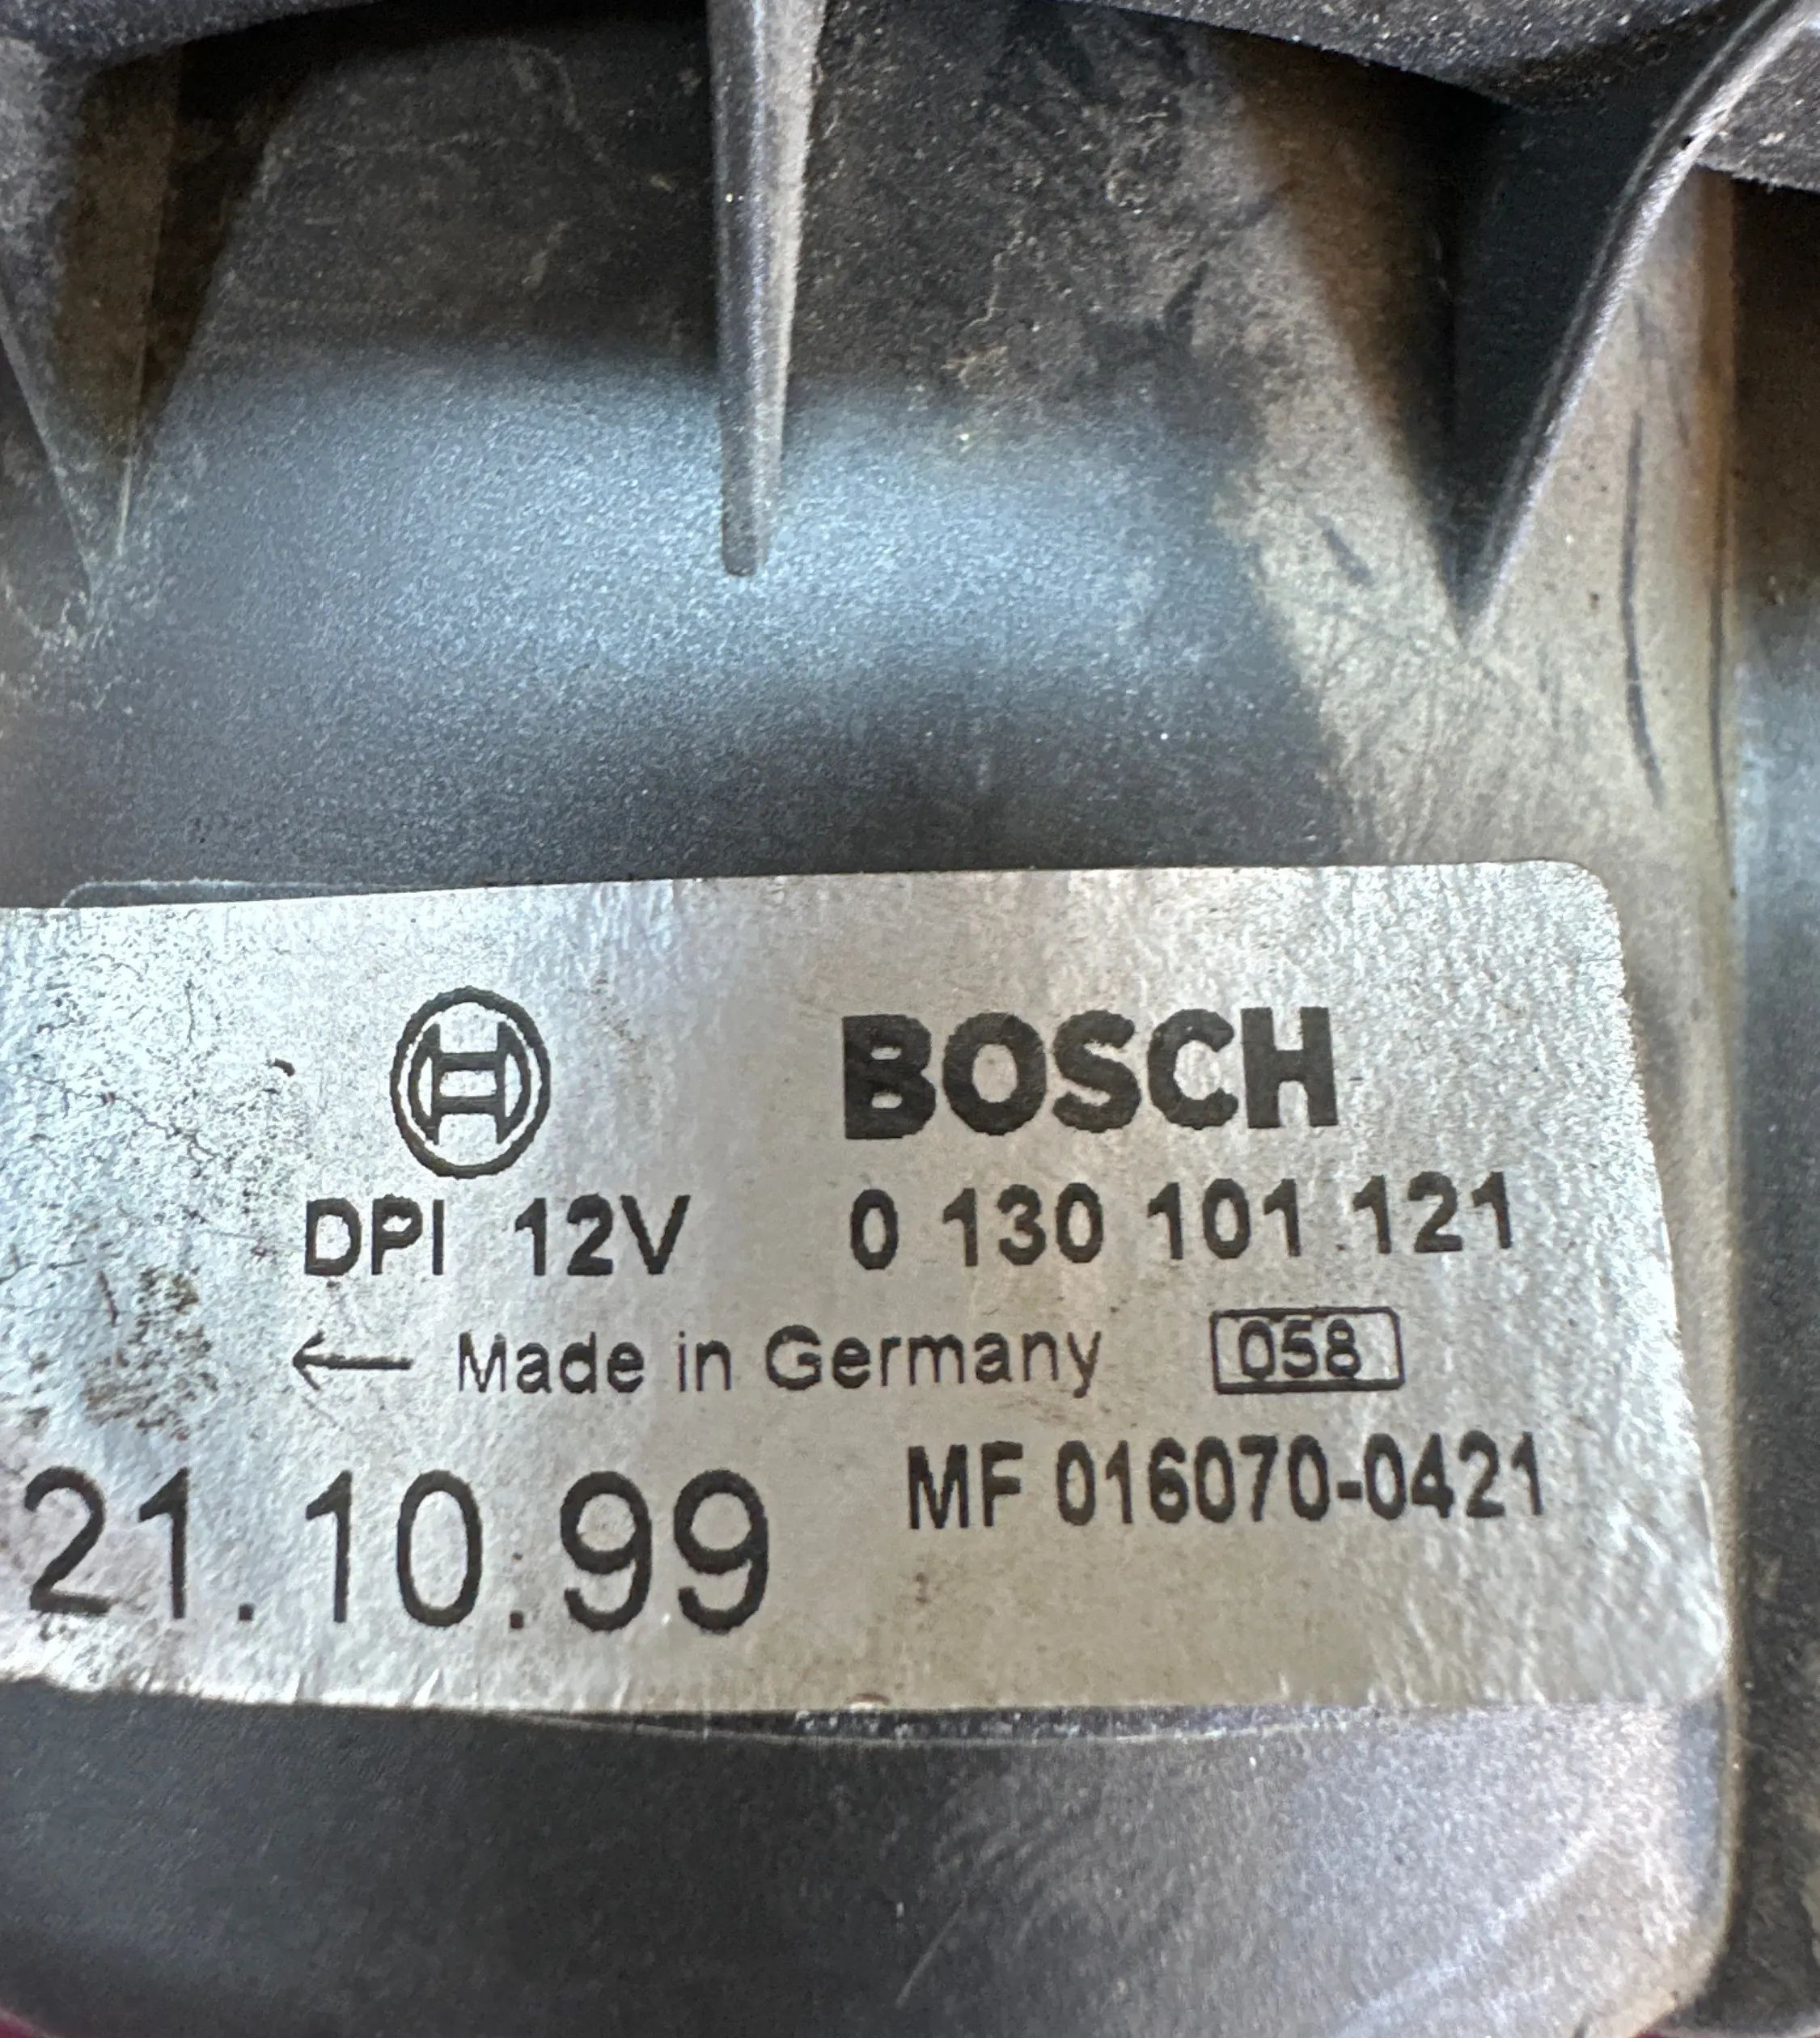 BOSCH
DPI 12V 0 130 101 121
← Made in Germany 058
MF 016070-0421
21.10.99